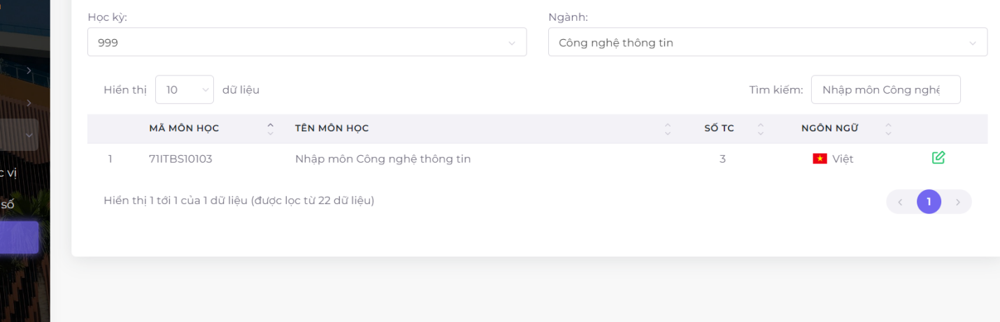 Học kỳ:
Ngành:
999
Công nghệ thông tin
Hiển thị 10 dữ liệu
Tìm kiếm: Nhập môn Công nghệ
MÃ MÔN HỌC TÊN MÔN HỌC SỐ TC NGÔN NGỮ
1 71ITBS10103 Nhập môn Công nghệ thông tin 3 Việt
Hiển thị 1 tới 1 của 1 dữ liệu (được lọc từ 22 dữ liệu)
1
vị
số